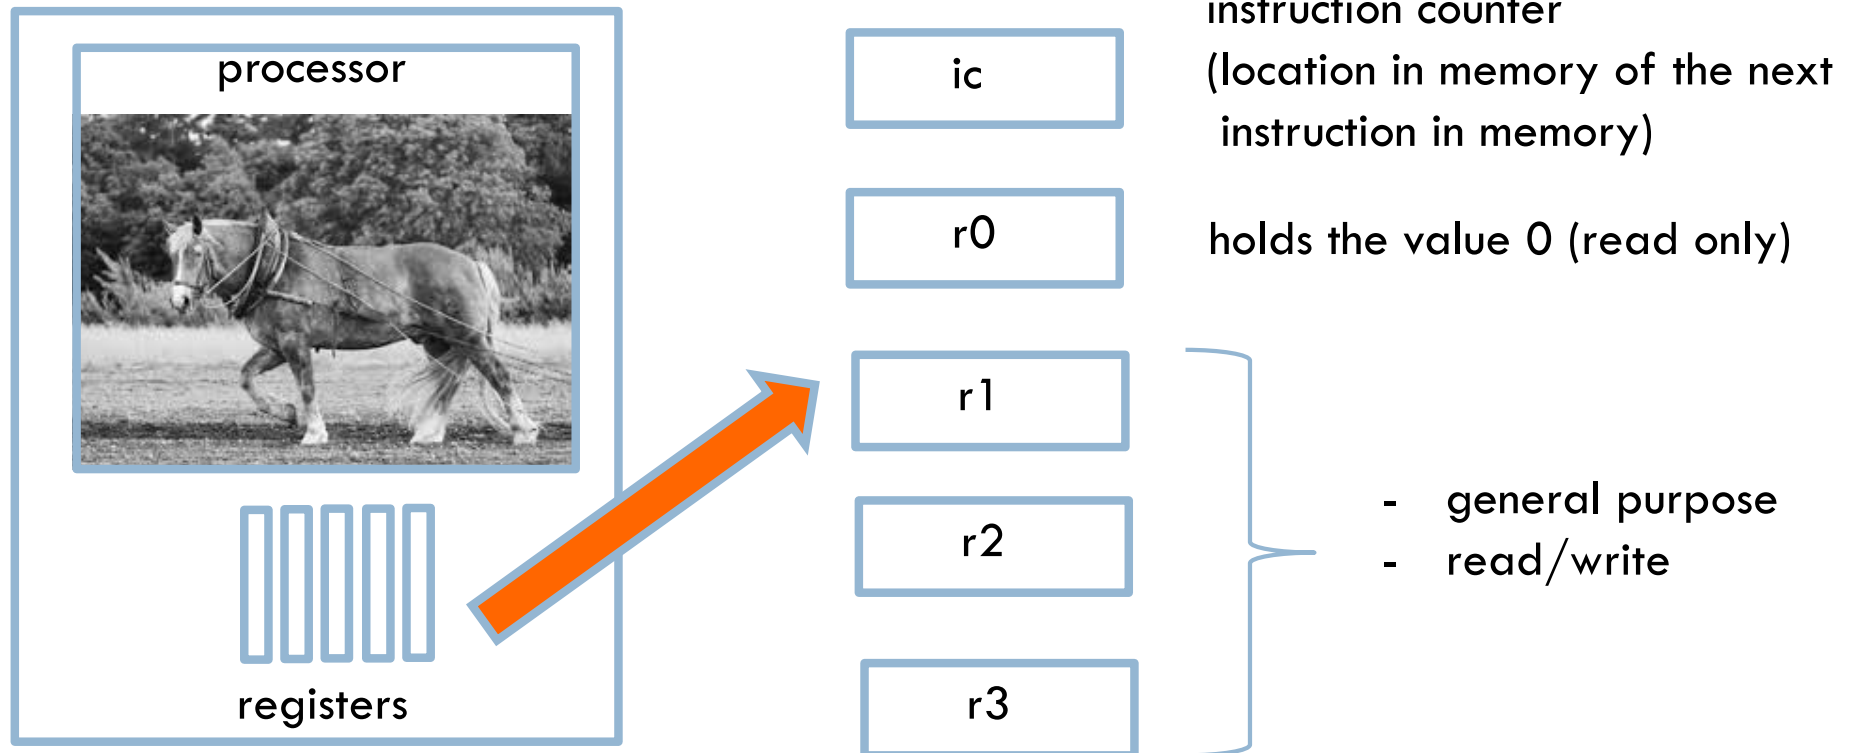 processor
registers
ic
instruction counter
(location in memory of the next
instruction in memory)
r0
holds the value 0 (read only)
r1
r2
r3
- general purpose
- read/write